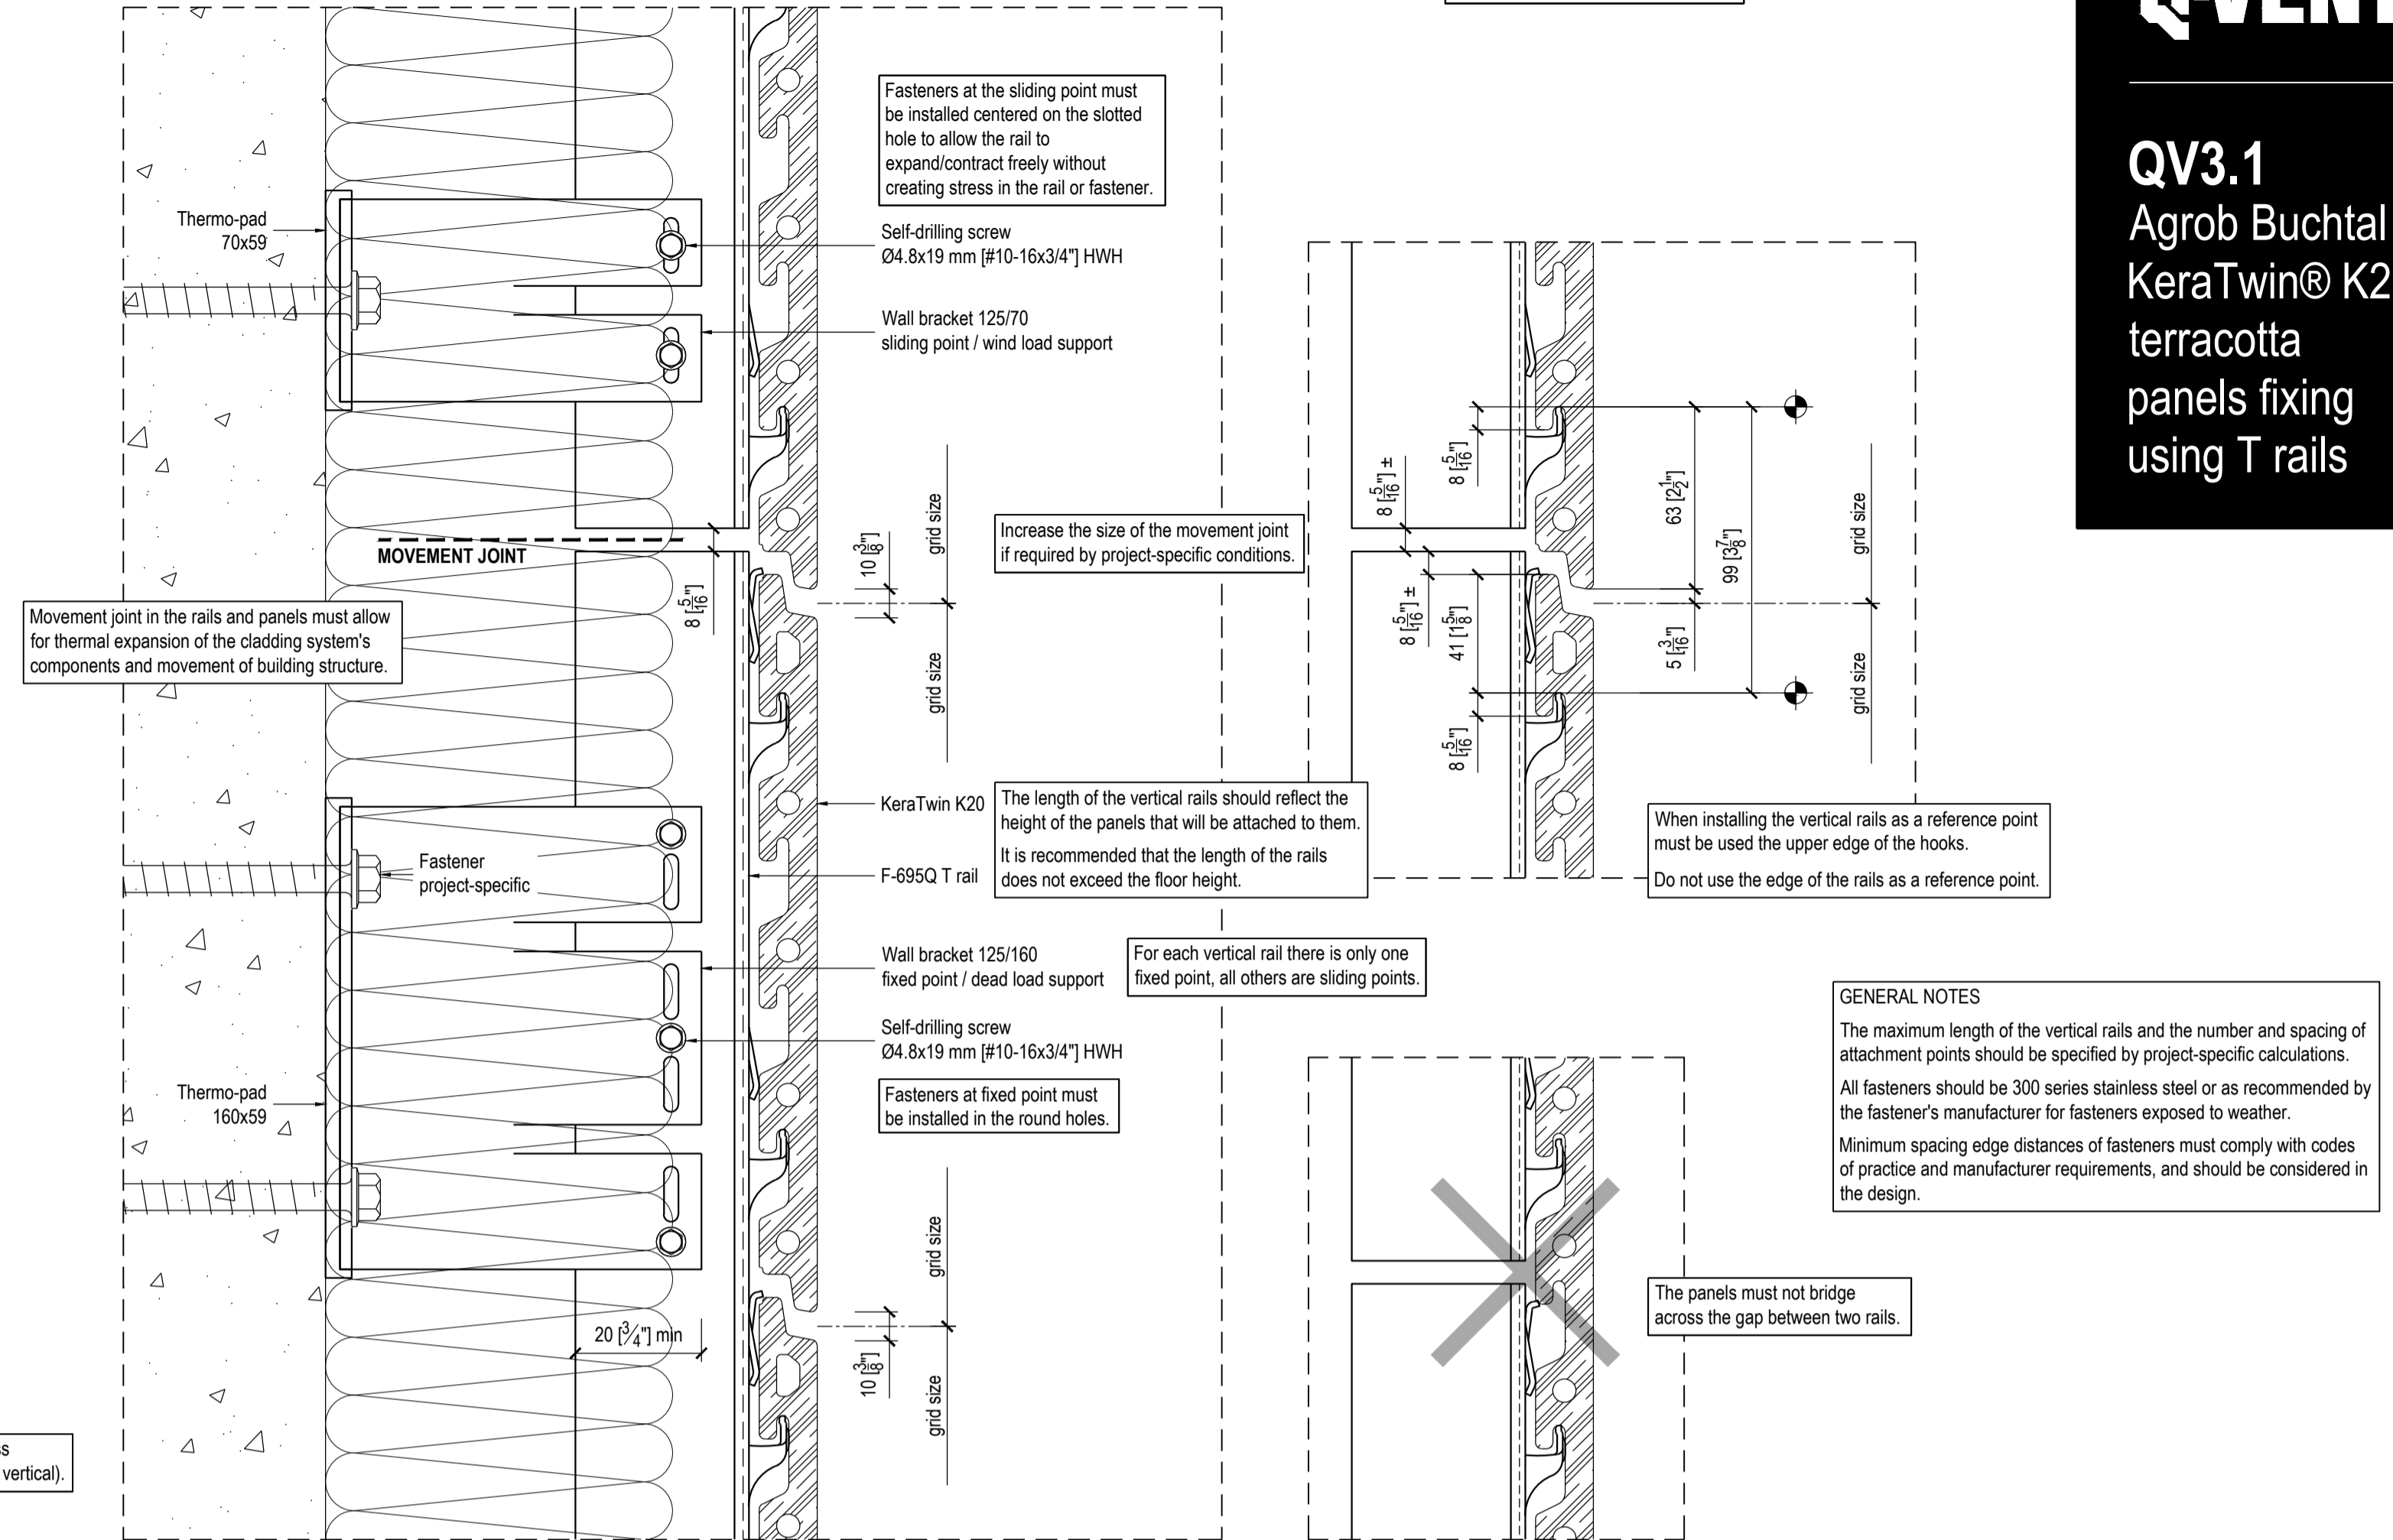 VENT
QV3.1
Agrob Buchtal
KeraTwin® K2
terracotta
panels fixing
using T rails
Fasteners at the sliding point must
be installed centered on the slotted
hole to allow the rail to
expand/contract freely without
creating stress in the rail or fastener.
Thermo-pad
70x59
Self-drilling screw
Ø4.8x19 mm [#10-16x3/4"] HWH
Wall bracket 125/70
sliding point / wind load support
MOVEMENT JOINT
8 [5/16"]
10 [3/8"]
grid size
grid size
Increase the size of the movement joint
if required by project-specific conditions.
Movement joint in the rails and panels must allow
for thermal expansion of the cladding system's
components and movement of building structure.
8 [5/16"] ±
8 [5/16"]
63 [2 1/2"]
99 [3 7/8"]
grid size
8 [5/16"] ±
41 [1 5/8"]
5 [3/16"]
grid size
8 [5/16"]
KeraTwin K20
F-695Q T rail
The length of the vertical rails should reflect the
height of the panels that will be attached to them.
It is recommended that the length of the rails
does not exceed the floor height.
When installing the vertical rails as a reference point
must be used the upper edge of the hooks.
Do not use the edge of the rails as a reference point.
Fastener
project-specific
Wall bracket 125/160
fixed point / dead load support
For each vertical rail there is only one
fixed point, all others are sliding points.
Self-drilling screw
Ø4.8x19 mm [#10-16x3/4"] HWH
Fasteners at fixed point must
be installed in the round holes.
Thermo-pad
160x59
GENERAL NOTES
The maximum length of the vertical rails and the number and spacing of
attachment points should be specified by project-specific calculations.
All fasteners should be 300 series stainless steel or as recommended by
the fastener's manufacturer for fasteners exposed to weather.
Minimum spacing edge distances of fasteners must comply with codes
of practice and manufacturer requirements, and should be considered in
the design.
grid size
20 [3/4"] min
10 [3/8"]
grid size
The panels must not bridge
across the gap between two rails.
vertical).